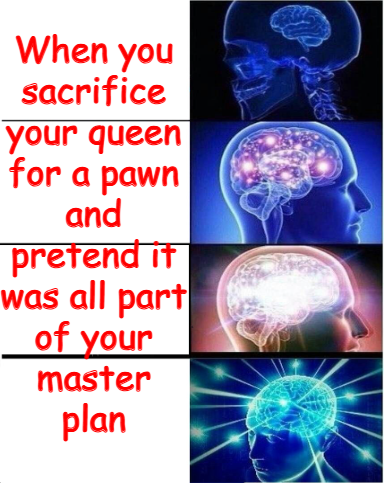 When you
sacrifice
your queen
for a pawn
and
pretend it
was all part
of your
master
plan